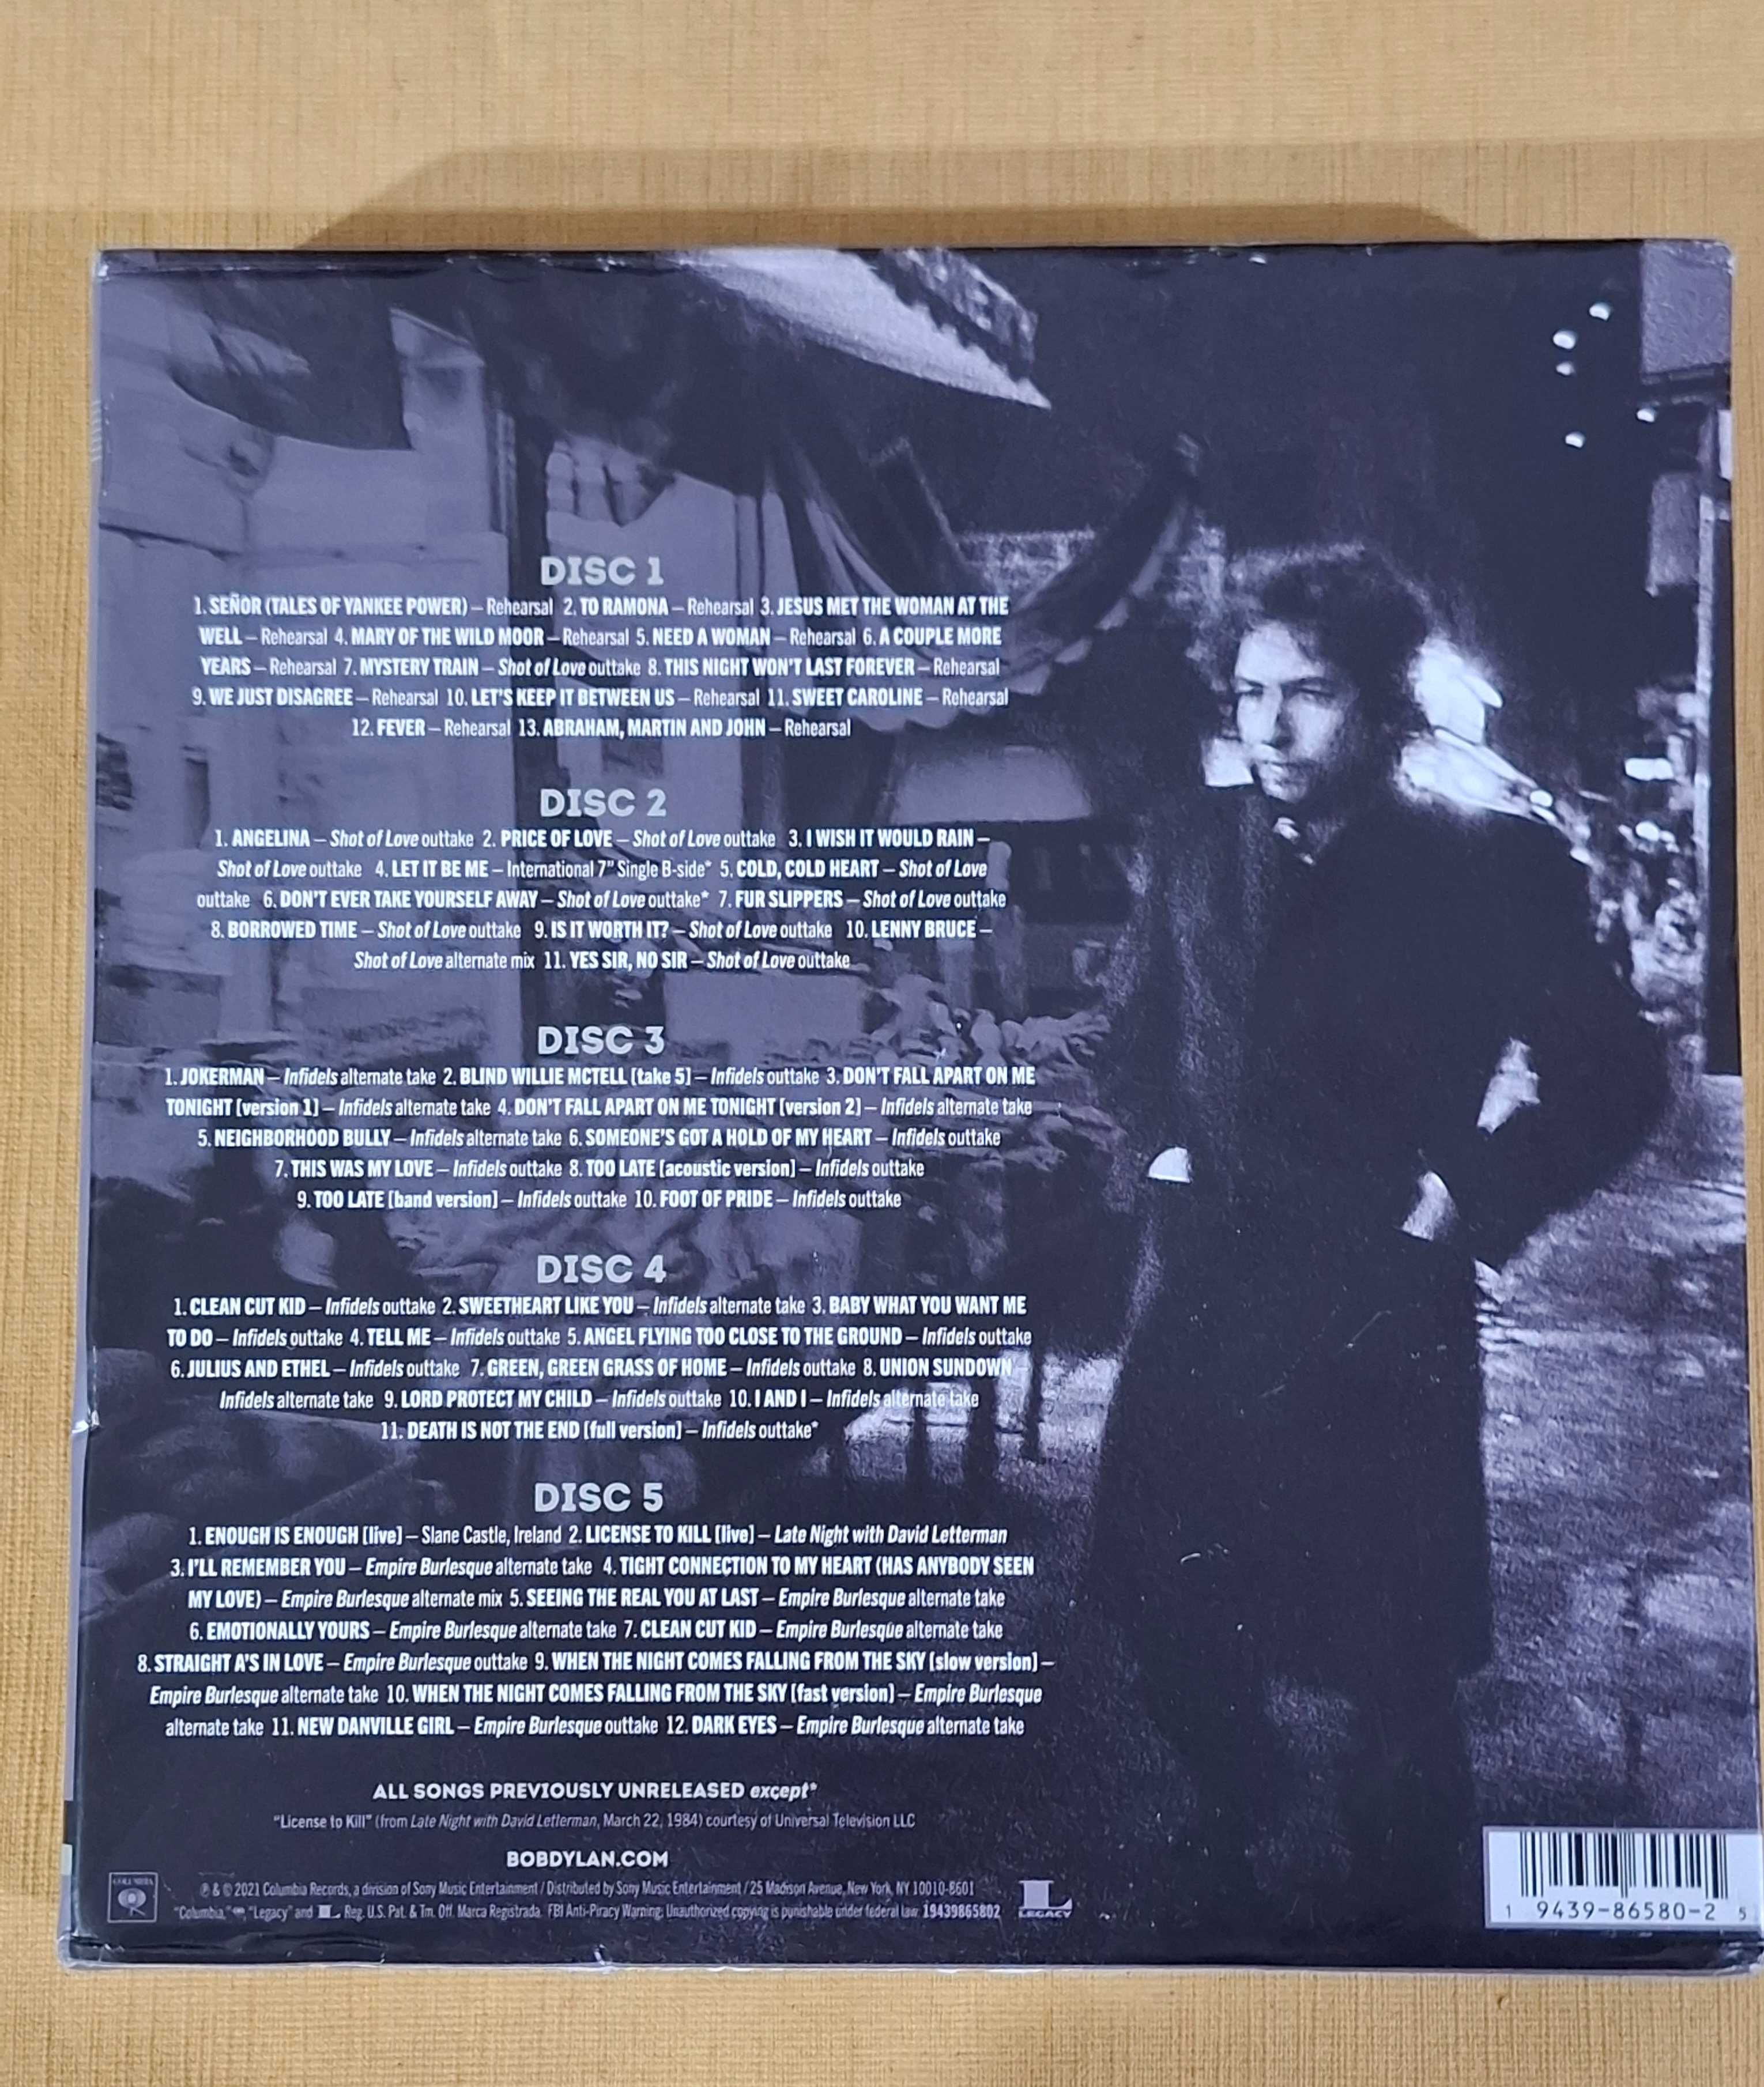 DISC 1
1. SEÑOR (TALES OF YANKEE POWER) – Rehearsal 2. TO RAMONA – Rehearsal 3. JESUS MET THE WOMAN AT THE
WELL – Rehearsal 4. MARY OF THE WILD MOOR – Rehearsal 5. NEED A WOMAN – Rehearsal 6. A COUPLE MORE
YEARS – Rehearsal 7. MYSTERY TRAIN – Shot of Love outtake 8. THIS NIGHT WON'T LAST FOREVER – Rehearsal
9. WE JUST DISAGREE – Rehearsal 10. LET'S KEEP IT BETWEEN US – Rehearsal 11. SWEET CAROLINE – Rehearsal
12. FEVER – Rehearsal 13. ABRAHAM, MARTIN AND JOHN – Rehearsal
DISC 2
1. ANGELINA – Shot of Love outtake 2. PRICE OF LOVE – Shot of Love outtake 3. I WISH IT WOULD RAIN –
Shot of Love outtake 4. LET IT BE ME – International 7" Single B-side* 5. COLD, COLD HEART – Shot of Love
outtake 6. DON'T EVER TAKE YOURSELF AWAY – Shot of Love outtake* 7. FUR SLIPPERS – Shot of Love outtake
8. BORROWED TIME – Shot of Love outtake 9. IS IT WORTH IT? – Shot of Love outtake 10. LENNY BRUCE –
Shot of Love alternate mix 11. YES SIR, NO SIR – Shot of Love outtake
DISC 3
1. JOKERMAN – Infidels alternate take 2. BLIND WILLIE MCTELL [take 5] – Infidels outtake 3. DON'T FALL APART ON ME
TONIGHT [version 1] – Infidels alternate take 4. DON'T FALL APART ON ME TONIGHT [version 2] – Infidels alternate take
5. NEIGHBORHOOD BULLY – Infidels alternate take 6. SOMEONE'S GOT A HOLD OF MY HEART – Infidels outtake
7. THIS WAS MY LOVE – Infidels outtake 8. TOO LATE [acoustic version] – Infidels outtake
9. TOO LATE [band version] – Infidels outtake 10. FOOT OF PRIDE – Infidels outtake
DISC 4
1. CLEAN CUT KID – Infidels outtake 2. SWEETHEART LIKE YOU – Infidels alternate take 3. BABY WHAT YOU WANT ME
TO DO – Infidels outtake 4. TELL ME – Infidels outtake 5. ANGEL FLYING TOO CLOSE TO THE GROUND – Infidels outtake
6. JULIUS AND ETHEL – Infidels outtake 7. GREEN, GREEN GRASS OF HOME – Infidels outtake 8. UNION SUNDOWN –
Infidels alternate take 9. LORD PROTECT MY CHILD – Infidels outtake 10. I AND I – Infidels alternate take
11. DEATH IS NOT THE END [full version] – Infidels outtake*
DISC 5
1. ENOUGH IS ENOUGH [live] – Slane Castle, Ireland 2. LICENSE TO KILL [live] – Late Night with David Letterman
3. I'LL REMEMBER YOU – Empire Burlesque alternate take 4. TIGHT CONNECTION TO MY HEART (HAS ANYBODY SEEN
MY LOVE) – Empire Burlesque alternate mix 5. SEEING THE REAL YOU AT LAST – Empire Burlesque alternate take
6. EMOTIONALLY YOURS – Empire Burlesque alternate take 7. CLEAN CUT KID – Empire Burlesque alternate take
8. STRAIGHT A'S IN LOVE – Empire Burlesque outtake 9. WHEN THE NIGHT COMES FALLING FROM THE SKY [slow version] –
Empire Burlesque alternate take 10. WHEN THE NIGHT COMES FALLING FROM THE SKY [fast version] – Empire Burlesque
alternate take 11. NEW DANVILLE GIRL – Empire Burlesque outtake 12. DARK EYES – Empire Burlesque alternate take
ALL SONGS PREVIOUSLY UNRELEASED except*
"License to Kill" (from Late Night with David Letterman, March 22, 1984) courtesy of Universal Television LLC
BOBDYLAN.COM
COLUMBIA
℗ & © 2021 Columbia Records, a division of Sony Music Entertainment / Distributed by Sony Music Entertainment / 25 Madison Avenue, New York, NY 10010-8601
"Columbia," "Legacy" and Reg. U.S. Pat. & Tm. Off. Marca Registrada. FBI Anti-Piracy Warning: Unauthorized copying is punishable under federal law. 19439865802
LEGACY
1 9439-86580-2 5